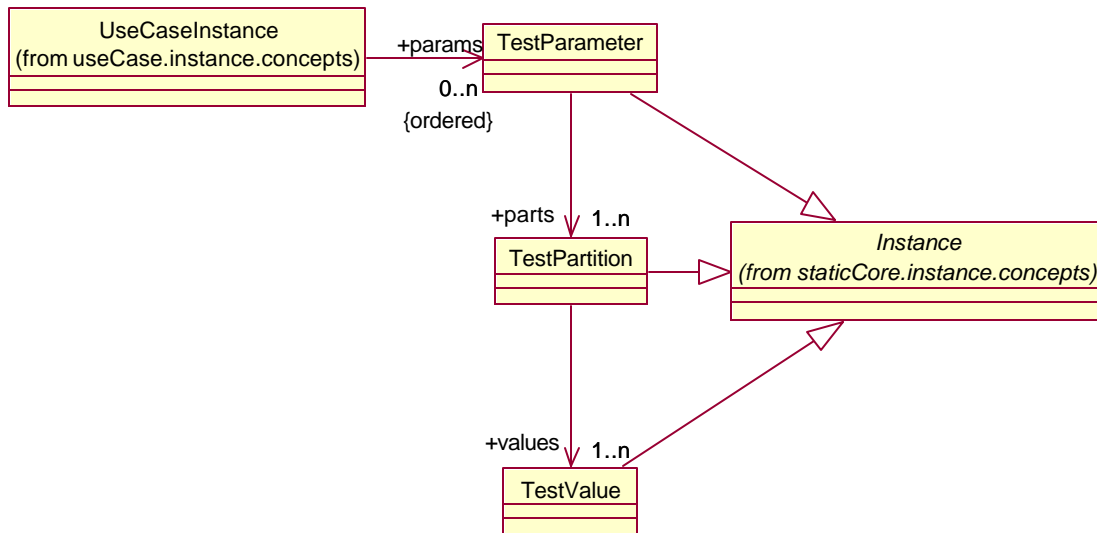 UseCaseInstance
(from useCase.instance.concepts)
+params
TestParameter
0..n
{ordered}
+parts
1..n
TestPartition
Instance
(from staticCore.instance.concepts)
+values
1..n
TestValue